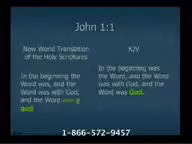 John 1:1
New World Translation
of the Holy Scriptures
In the beginning the
Word was, and the
Word was with God,
and the Word was a
god
KJV
In the beginning was
the Word, and the Word
was with God, and the
Word was God.
1-866-572-9457